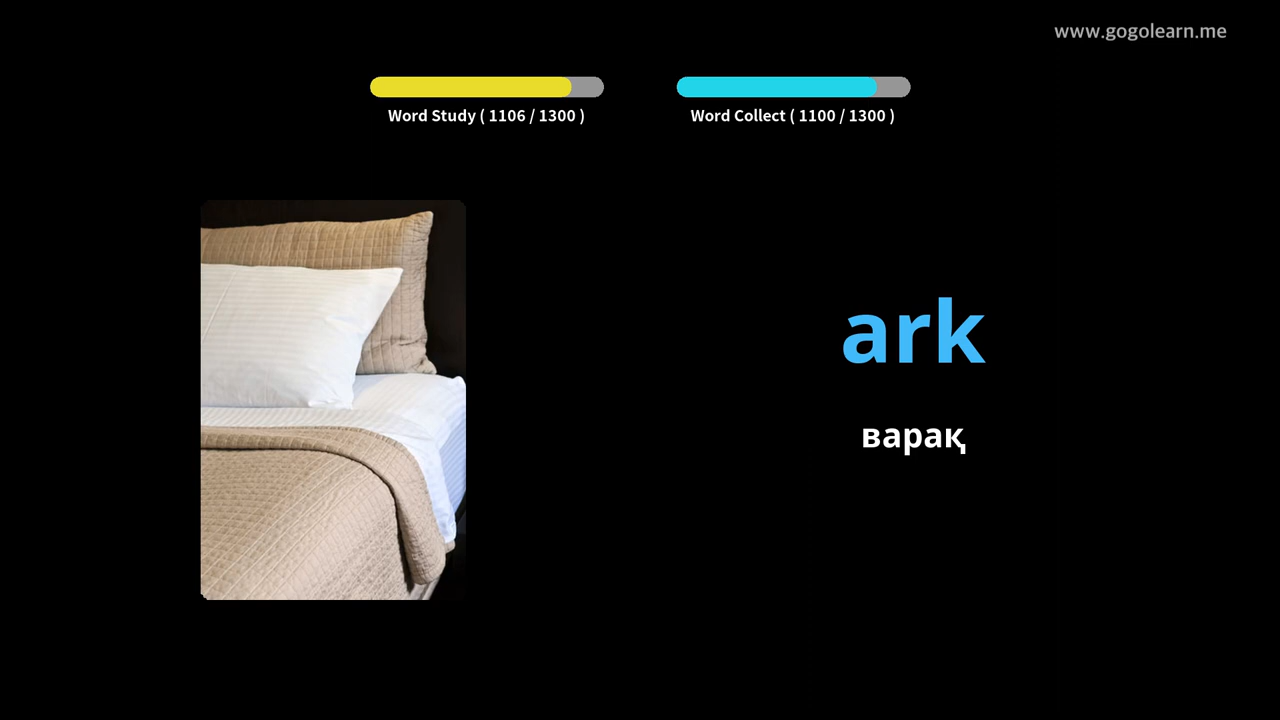 www.gogolearn.me
Word Study ( 1106 / 1300 )
Word Collect ( 1100 / 1300 )
ark
варақ